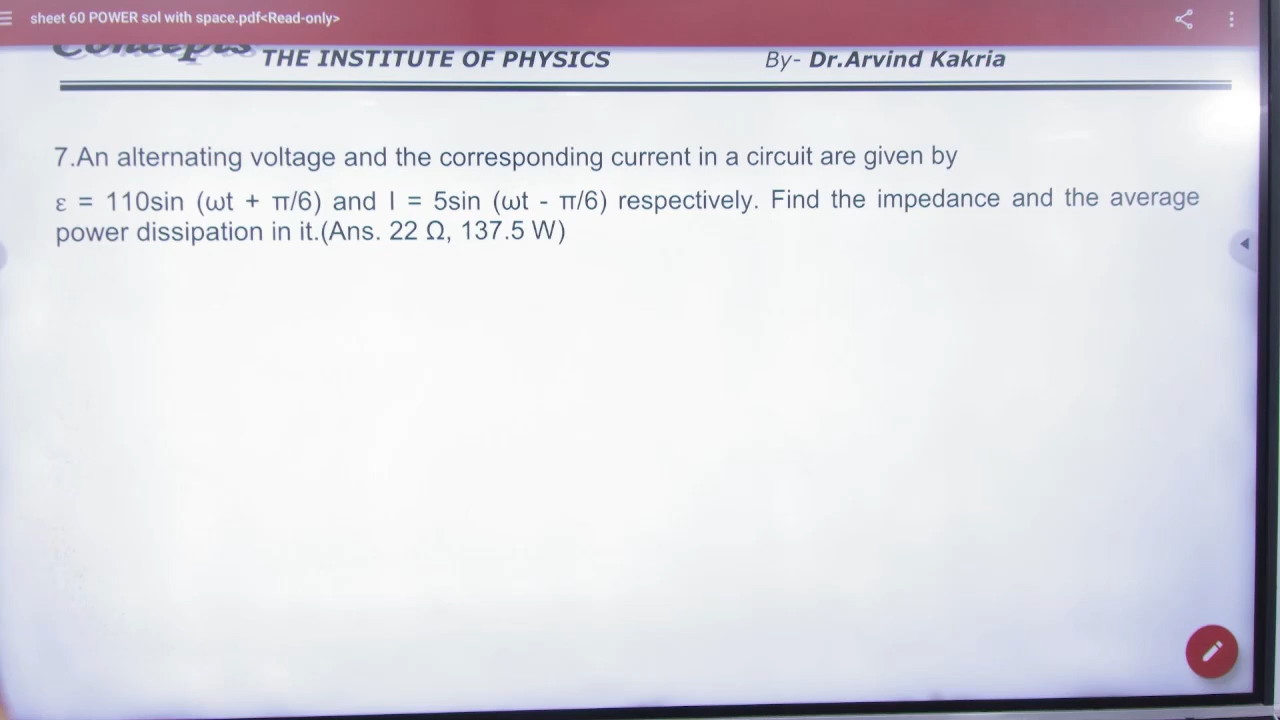 sheet 60 POWER sol with space.pdf<Read-only>
Concepts THE INSTITUTE OF PHYSICS By- Dr.Arvind Kakria
7.An alternating voltage and the corresponding current in a circuit are given by
ε = 110sin (ωt + π/6) and I = 5sin (ωt - π/6) respectively. Find the impedance and the average
power dissipation in it.(Ans. 22 Ω, 137.5 W)